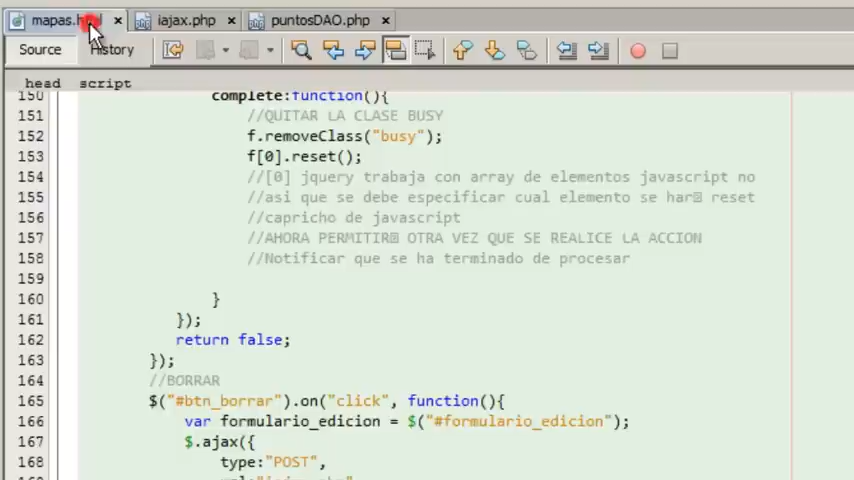 mapas.html iajax.php puntosDAO.php
Source History
head script
150 complete:function(){
151 //QUITAR LA CLASE BUSY
152 f.removeClass("busy");
153 f[0].reset();
154 //[0] jquery trabaja con array de elementos javascript no
155 //asi que se debe especificar cual elemento se har� reset
156 //capricho de javascript
157 //AHORA PERMITIR� OTRA VEZ QUE SE REALICE LA ACCION
158 //Notificar que se ha terminado de procesar
159
160 }
161 });
162 return false;
163 });
164 //BORRAR
165 $("#btn_borrar").on("click", function(){
166 var formulario_edicion = $("#formulario_edicion");
167 $.ajax({
168 type:"POST",